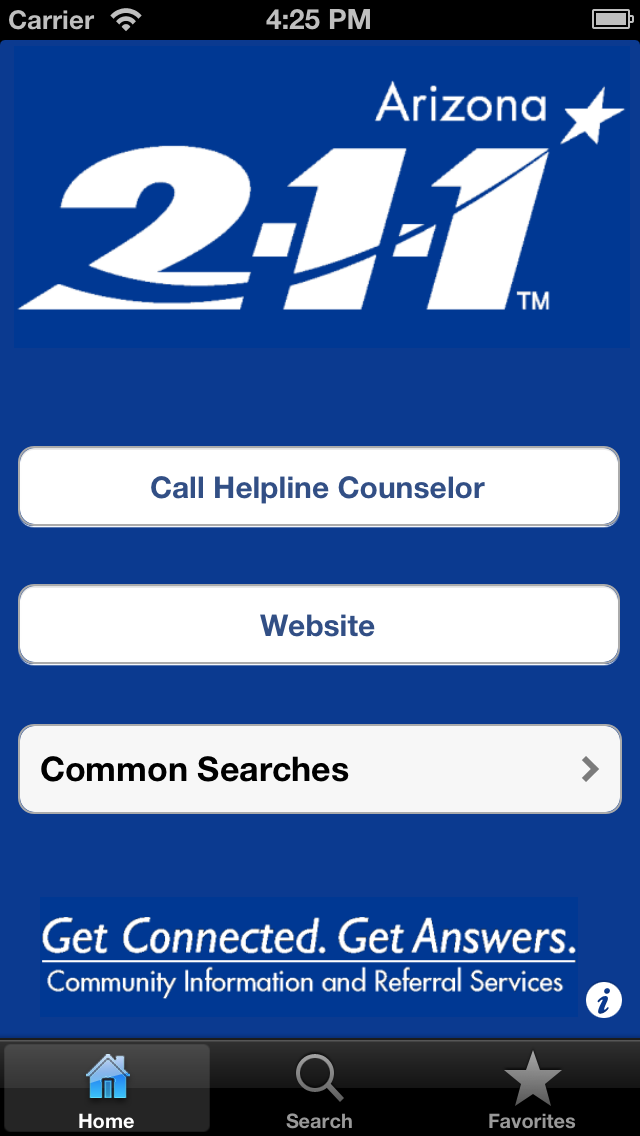 Carrier 4:25 PM
Arizona
2-1-1 TM
Call Helpline Counselor
Website
Common Searches
Get Connected. Get Answers.
Community Information and Referral Services
i
Home Search Favorites